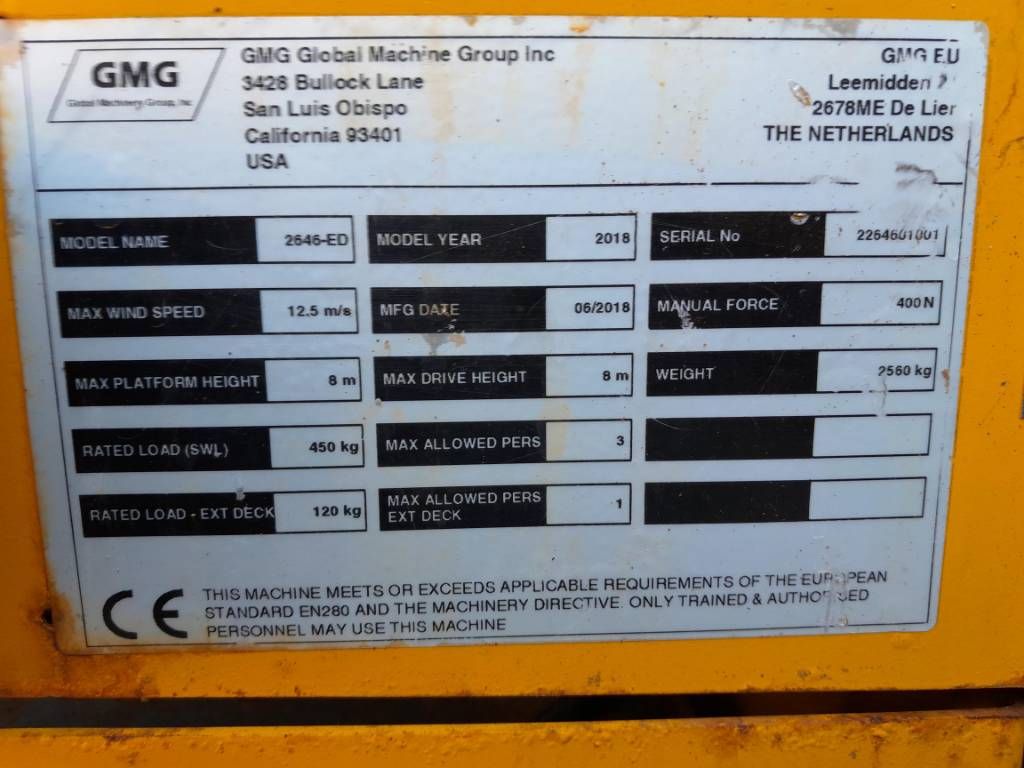 GMG
Global Machinery Group, Inc
GMG Global Machine Group Inc
3428 Bullock Lane
San Luis Obispo
California 93401
USA
GMG EU
Leemidden
2678ME De Lier
THE NETHERLANDS
MODEL NAME 2646-ED
MODEL YEAR 2018
SERIAL No 2264601001
MAX WIND SPEED 12.5 m/s
MFG DATE 06/2018
MANUAL FORCE 400 N
MAX PLATFORM HEIGHT 8 m
MAX DRIVE HEIGHT 8 m
WEIGHT 2560 kg
RATED LOAD (SWL) 450 kg
MAX ALLOWED PERS 3
RATED LOAD - EXT DECK 120 kg
MAX ALLOWED PERS
EXT DECK 1
CE
THIS MACHINE MEETS OR EXCEEDS APPLICABLE REQUIREMENTS OF THE EUROPEAN
STANDARD EN280 AND THE MACHINERY DIRECTIVE. ONLY TRAINED & AUTHORISED
PERSONNEL MAY USE THIS MACHINE